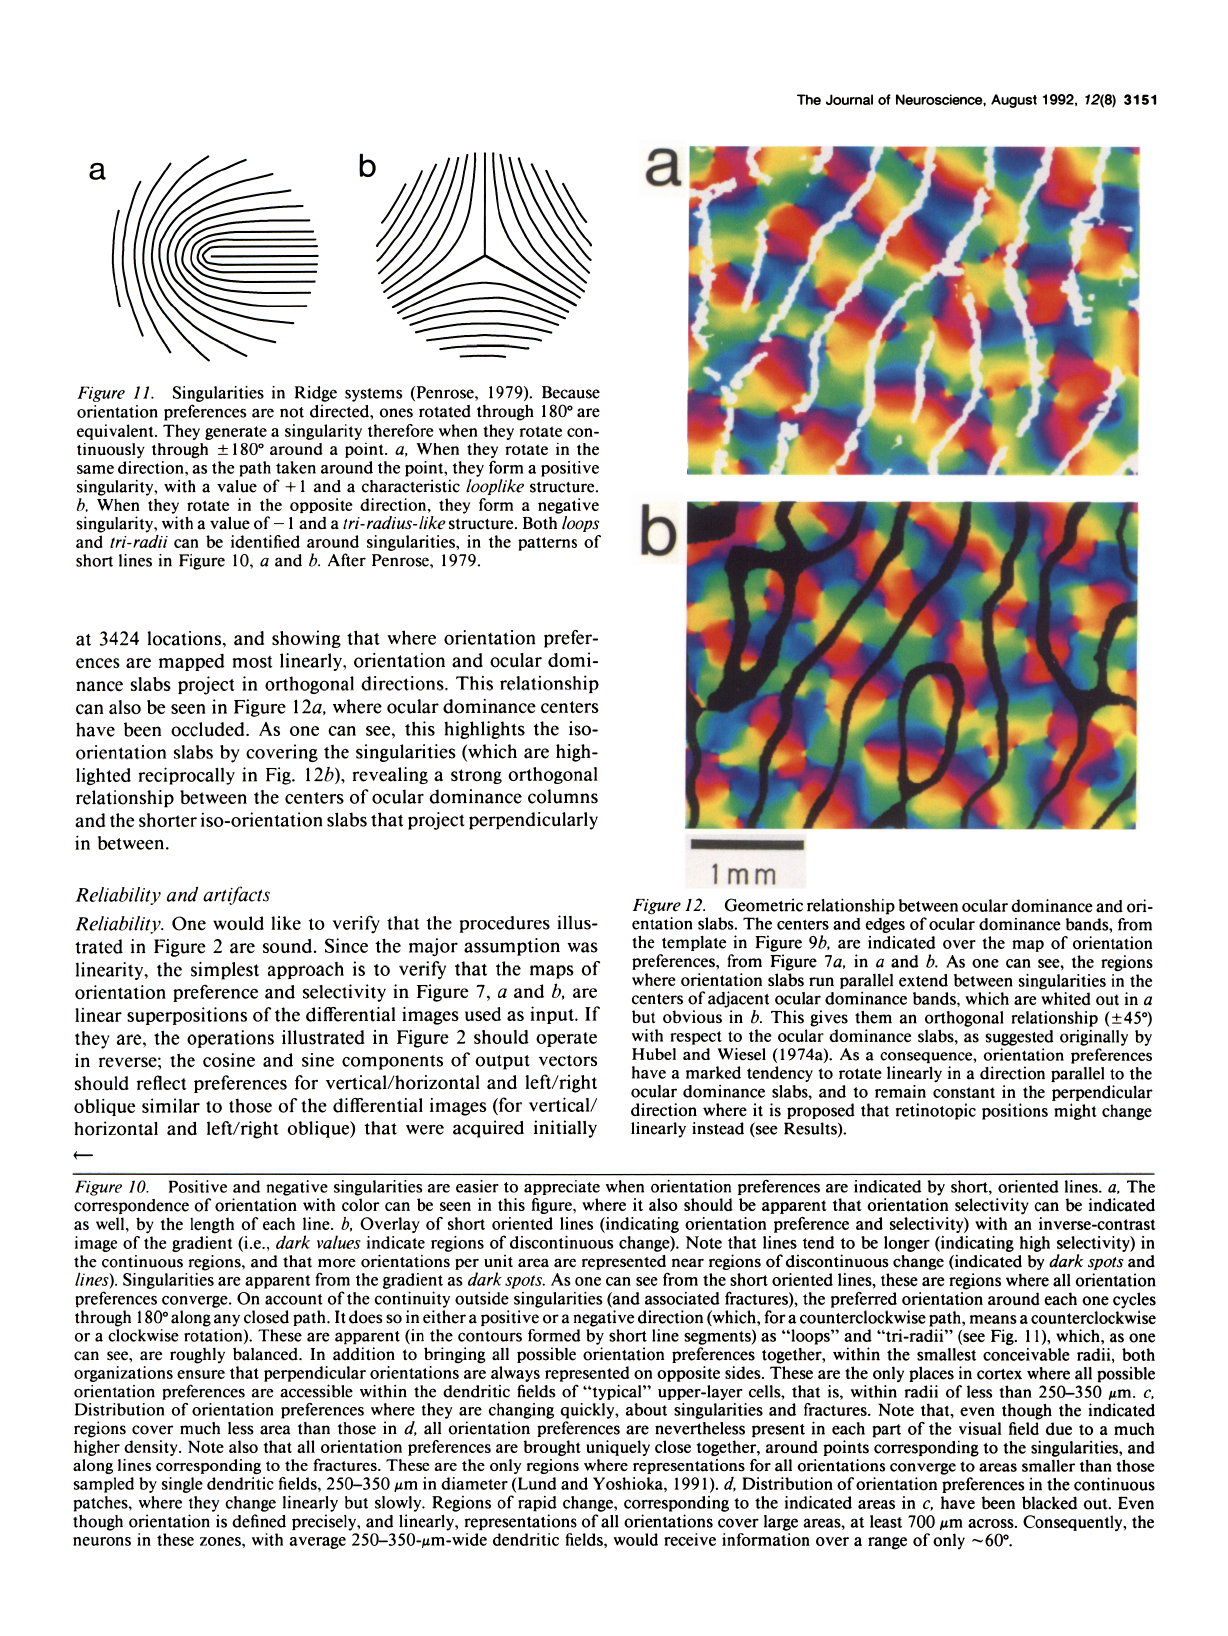 The Journal of Neuroscience, August 1992, 12(8) 3151
a
b
Figure 11. Singularities in Ridge systems (Penrose, 1979). Because
orientation preferences are not directed, ones rotated through 180° are
equivalent. They generate a singularity therefore when they rotate con-
tinuously through ±180° around a point. a, When they rotate in the
same direction, as the path taken around the point, they form a positive
singularity, with a value of +1 and a characteristic looplike structure.
b, When they rotate in the opposite direction, they form a negative
singularity, with a value of −1 and a tri-radius-like structure. Both loops
and tri-radii can be identified around singularities, in the patterns of
short lines in Figure 10, a and b. After Penrose, 1979.
at 3424 locations, and showing that where orientation prefer-
ences are mapped most linearly, orientation and ocular domi-
nance slabs project in orthogonal directions. This relationship
can also be seen in Figure 12a, where ocular dominance centers
have been occluded. As one can see, this highlights the iso-
orientation slabs by covering the singularities (which are high-
lighted reciprocally in Fig. 12b), revealing a strong orthogonal
relationship between the centers of ocular dominance columns
and the shorter iso-orientation slabs that project perpendicularly
in between.
Reliability and artifacts
Reliability. One would like to verify that the procedures illus-
trated in Figure 2 are sound. Since the major assumption was
linearity, the simplest approach is to verify that the maps of
orientation preference and selectivity in Figure 7, a and b, are
linear superpositions of the differential images used as input. If
they are, the operations illustrated in Figure 2 should operate
in reverse; the cosine and sine components of output vectors
should reflect preferences for vertical/horizontal and left/right
oblique similar to those of the differential images (for vertical/
horizontal and left/right oblique) that were acquired initially
←
a
b
1mm
Figure 12. Geometric relationship between ocular dominance and ori-
entation slabs. The centers and edges of ocular dominance bands, from
the template in Figure 9b, are indicated over the map of orientation
preferences, from Figure 7a, in a and b. As one can see, the regions
where orientation slabs run parallel extend between singularities in the
centers of adjacent ocular dominance bands, which are whited out in a
but obvious in b. This gives them an orthogonal relationship (±45°)
with respect to the ocular dominance slabs, as suggested originally by
Hubel and Wiesel (1974a). As a consequence, orientation preferences
have a marked tendency to rotate linearly in a direction parallel to the
ocular dominance slabs, and to remain constant in the perpendicular
direction where it is proposed that retinotopic positions might change
linearly instead (see Results).
Figure 10. Positive and negative singularities are easier to appreciate when orientation preferences are indicated by short, oriented lines. a, The
correspondence of orientation with color can be seen in this figure, where it also should be apparent that orientation selectivity can be indicated
as well, by the length of each line. b, Overlay of short oriented lines (indicating orientation preference and selectivity) with an inverse-contrast
image of the gradient (i.e., dark values indicate regions of discontinuous change). Note that lines tend to be longer (indicating high selectivity) in
the continuous regions, and that more orientations per unit area are represented near regions of discontinuous change (indicated by dark spots and
lines). Singularities are apparent from the gradient as dark spots. As one can see from the short oriented lines, these are regions where all orientation
preferences converge. On account of the continuity outside singularities (and associated fractures), the preferred orientation around each one cycles
through 180° along any closed path. It does so in either a positive or a negative direction (which, for a counterclockwise path, means a counterclockwise
or a clockwise rotation). These are apparent (in the contours formed by short line segments) as “loops” and “tri-radii” (see Fig. 11), which, as one
can see, are roughly balanced. In addition to bringing all possible orientation preferences together, within the smallest conceivable radii, both
organizations ensure that perpendicular orientations are always represented on opposite sides. These are the only places in cortex where all possible
orientation preferences are accessible within the dendritic fields of “typical” upper-layer cells, that is, within radii of less than 250–350 μm. c,
Distribution of orientation preferences where they are changing quickly, about singularities and fractures. Note that, even though the indicated
regions cover much less area than those in d, all orientation preferences are nevertheless present in each part of the visual field due to a much
higher density. Note also that all orientation preferences are brought uniquely close together, around points corresponding to the singularities, and
along lines corresponding to the fractures. These are the only regions where representations for all orientations converge to areas smaller than those
sampled by single dendritic fields, 250–350 μm in diameter (Lund and Yoshioka, 1991). d, Distribution of orientation preferences in the continuous
patches, where they change linearly but slowly. Regions of rapid change, corresponding to the indicated areas in c, have been blacked out. Even
though orientation is defined precisely, and linearly, representations of all orientations cover large areas, at least 700 μm across. Consequently, the
neurons in these zones, with average 250–350-μm-wide dendritic fields, would receive information over a range of only ~60°.